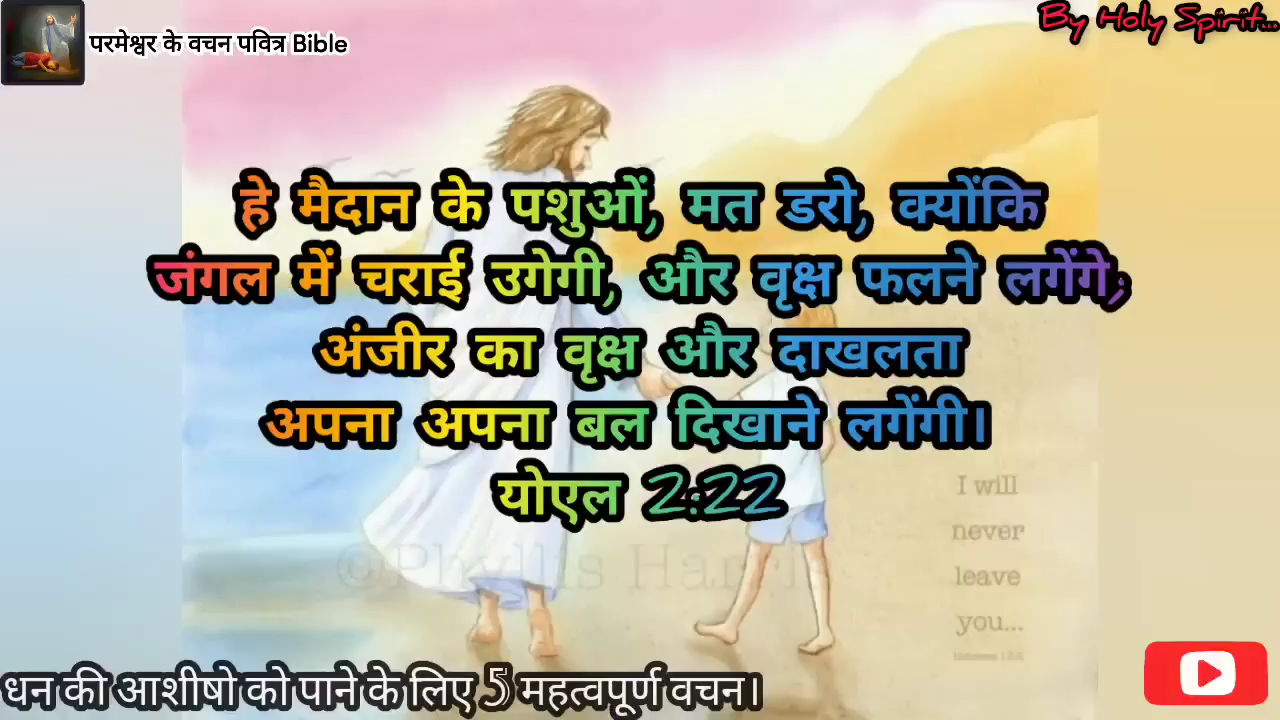 परमेश्वर के वचन पवित्र Bible
By Holy Spirit...
हे मैदान के पशुओं, मत डरो, क्योंकि
जंगल में चराई उगेगी, और वृक्ष फलने लगेंगे;
अंजीर का वृक्ष और दाखलता
अपना अपना बल दिखाने लगेंगी।
योएल 2:22
I will
never
leave
you...
©Phyllis
धन की आशीषो को पाने के लिए 5 महत्वपूर्ण वचन।